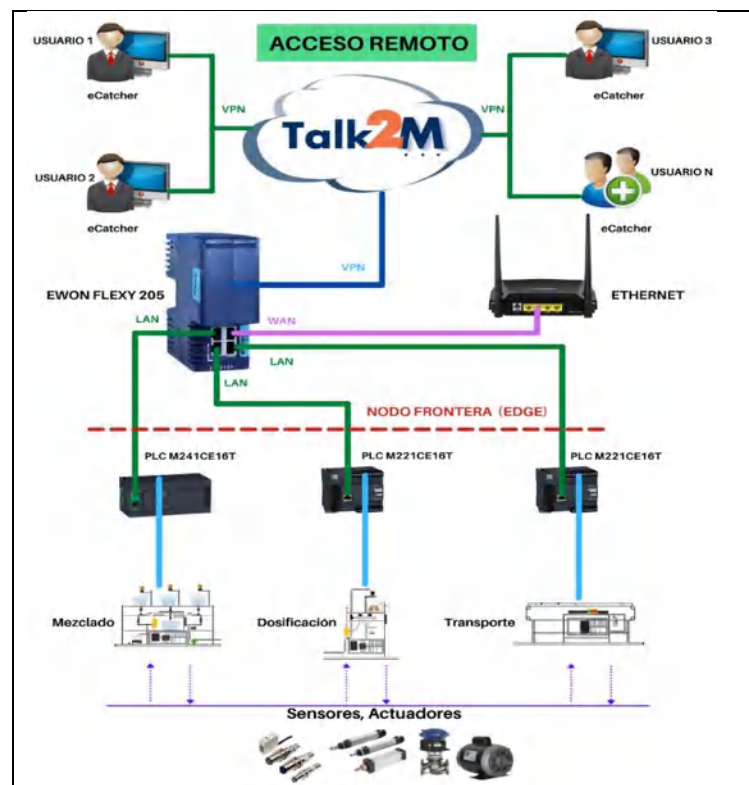 ACCESO REMOTO
USUARIO 1
USUARIO 3
eCatcher
eCatcher
VPN
VPN
Talk2M
USUARIO 2
USUARIO N
eCatcher
eCatcher
VPN
EWON FLEXY 205
ETHERNET
LAN
WAN
LAN
LAN
NODO FRONTERA (EDGE)
PLC M241CE16T
PLC M221CE16T
PLC M221CE16T
Mezclado
Dosificación
Transporte
Sensores, Actuadores